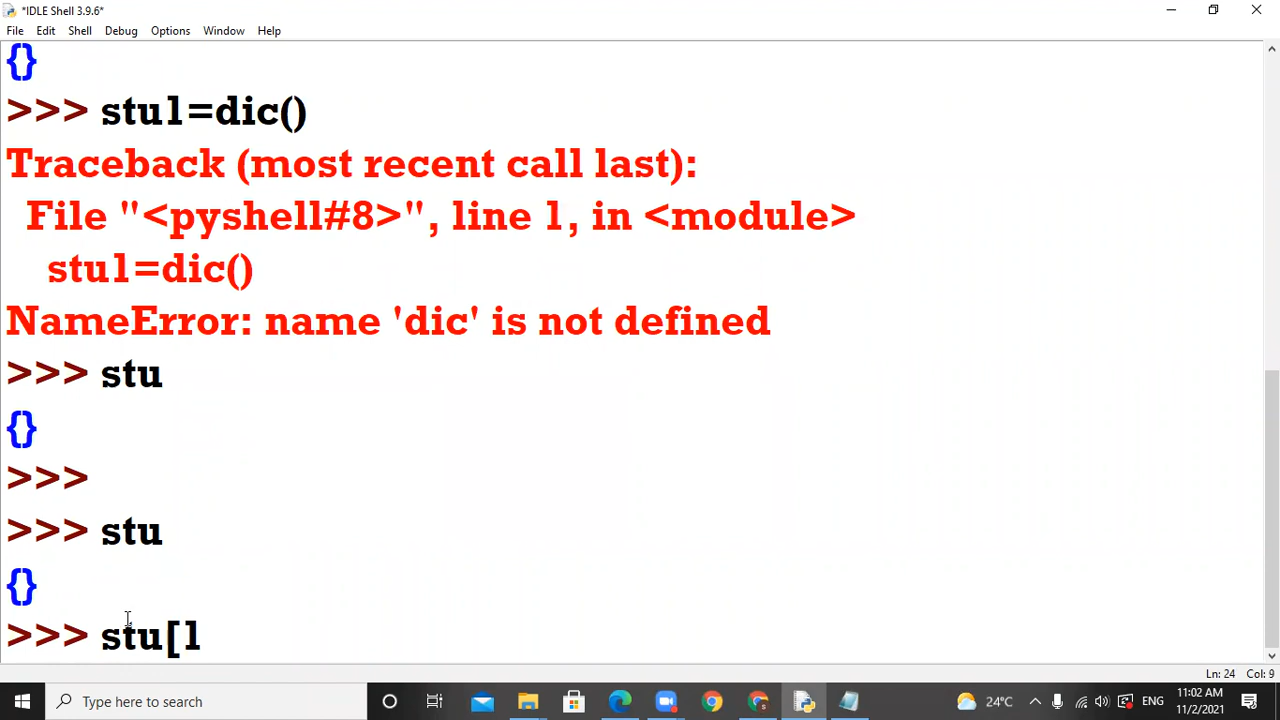 *IDLE Shell 3.9.6*
File Edit Shell Debug Options Window Help
{}
>>> stu1=dic()
Traceback (most recent call last):
  File "<pyshell#8>", line 1, in <module>
    stu1=dic()
NameError: name 'dic' is not defined
>>> stu
{}
>>>
>>> stu
{}
>>> stu[1
Ln: 24 Col: 9
Type here to search
24°C
ENG
11:02 AM
11/2/2021